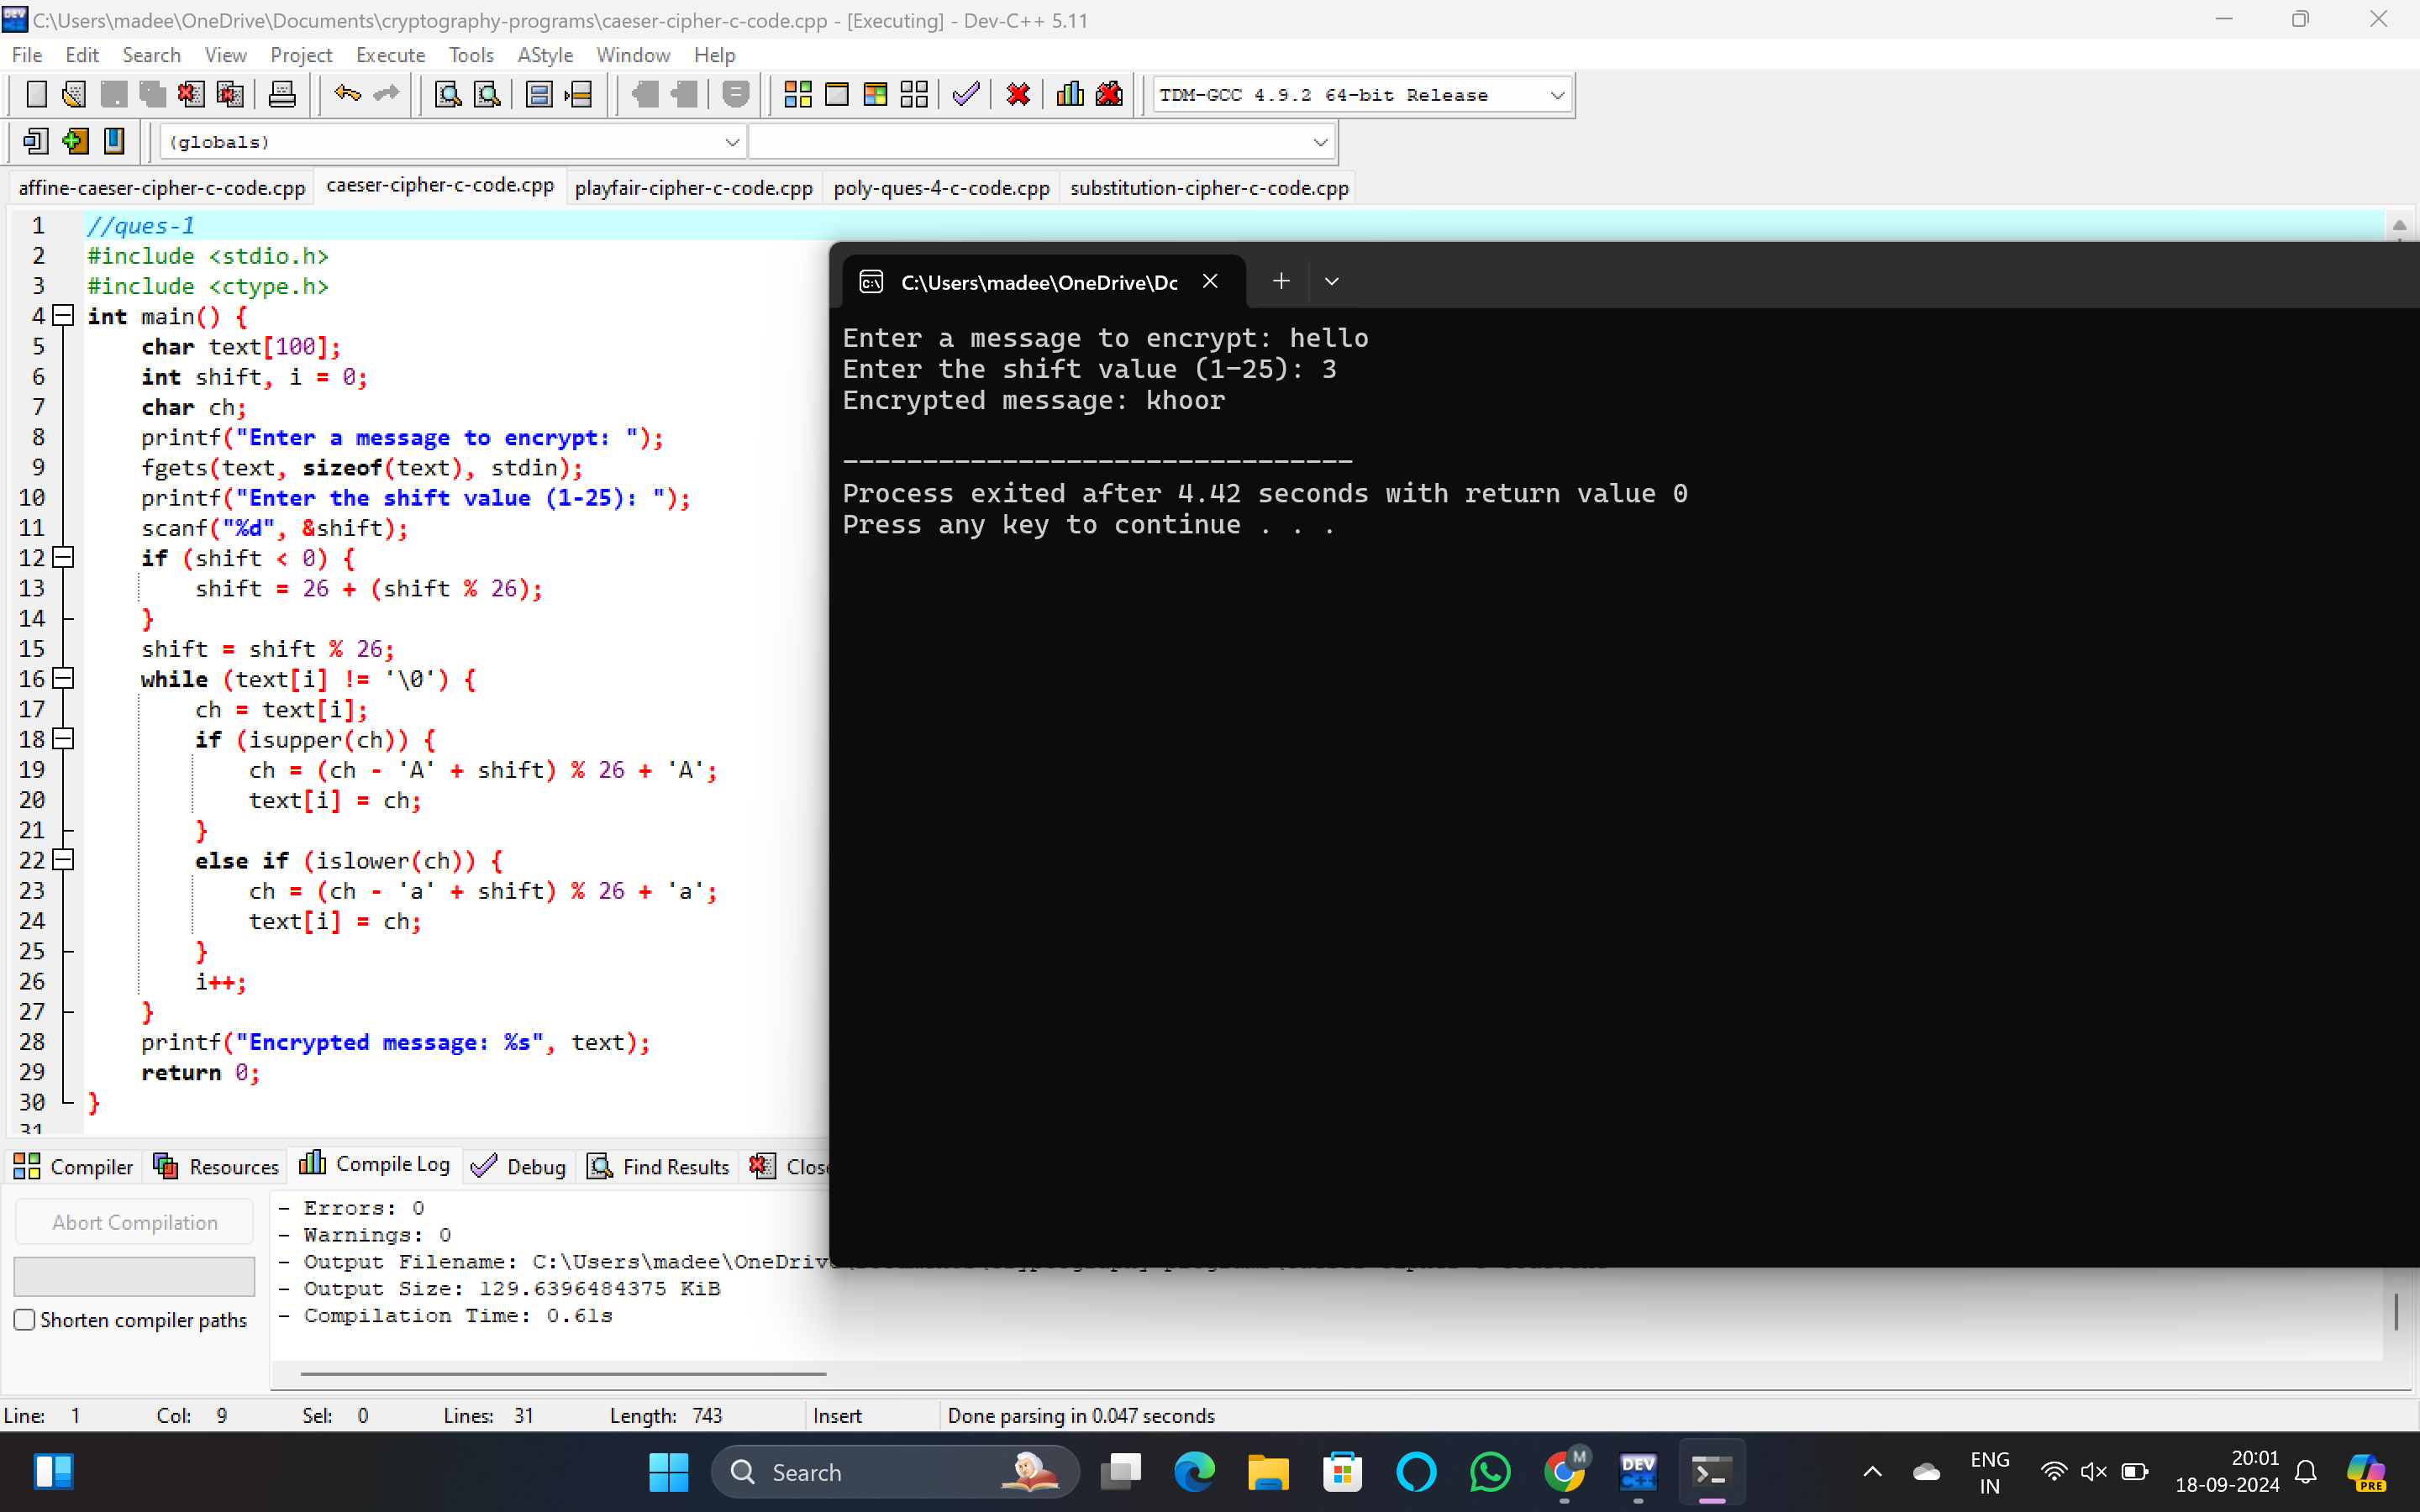 C:\Users\madee\OneDrive\Documents\cryptography-programs\caeser-cipher-c-code.cpp - [Executing] - Dev-C++ 5.11
File Edit Search View Project Execute Tools AStyle Window Help
TDM-GCC 4.9.2 64-bit Release
(globals)
affine-caeser-cipher-c-code.cpp caeser-cipher-c-code.cpp playfair-cipher-c-code.cpp poly-ques-4-c-code.cpp substitution-cipher-c-code.cpp
1 //ques-1
2 #include <stdio.h>
3 #include <ctype.h>
4 int main() {
5 char text[100];
6 int shift, i = 0;
7 char ch;
8 printf("Enter a message to encrypt: ");
9 fgets(text, sizeof(text), stdin);
10 printf("Enter the shift value (1-25): ");
11 scanf("%d", &shift);
12 if (shift < 0) {
13 shift = 26 + (shift % 26);
14 }
15 shift = shift % 26;
16 while (text[i] != '\0') {
17 ch = text[i];
18 if (isupper(ch)) {
19 ch = (ch - 'A' + shift) % 26 + 'A';
20 text[i] = ch;
21 }
22 else if (islower(ch)) {
23 ch = (ch - 'a' + shift) % 26 + 'a';
24 text[i] = ch;
25 }
26 i++;
27 }
28 printf("Encrypted message: %s", text);
29 return 0;
30 }
31
C:\Users\madee\OneDrive\Dc
Enter a message to encrypt: hello
Enter the shift value (1-25): 3
Encrypted message: khoor
--------------------------------
Process exited after 4.42 seconds with return value 0
Press any key to continue . . .
Compiler Resources Compile Log Debug Find Results Close
Abort Compilation
Shorten compiler paths
- Errors: 0
- Warnings: 0
- Output Filename: C:\Users\madee\OneDriv
- Output Size: 129.6396484375 KiB
- Compilation Time: 0.61s
Line: 1 Col: 9 Sel: 0 Lines: 31 Length: 743 Insert Done parsing in 0.047 seconds
Search
M
DEV C++
ENG
IN
20:01
18-09-2024
PRE